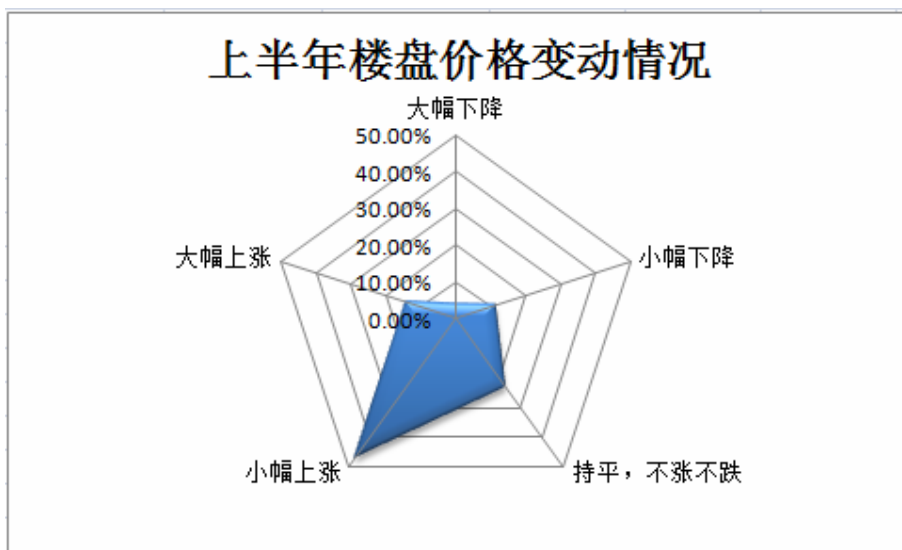 上半年楼盘价格变动情况
大幅下降
50.00%
40.00%
30.00%
20.00%
10.00%
0.00%
大幅上涨
小幅下降
小幅上涨
持平，不涨不跌